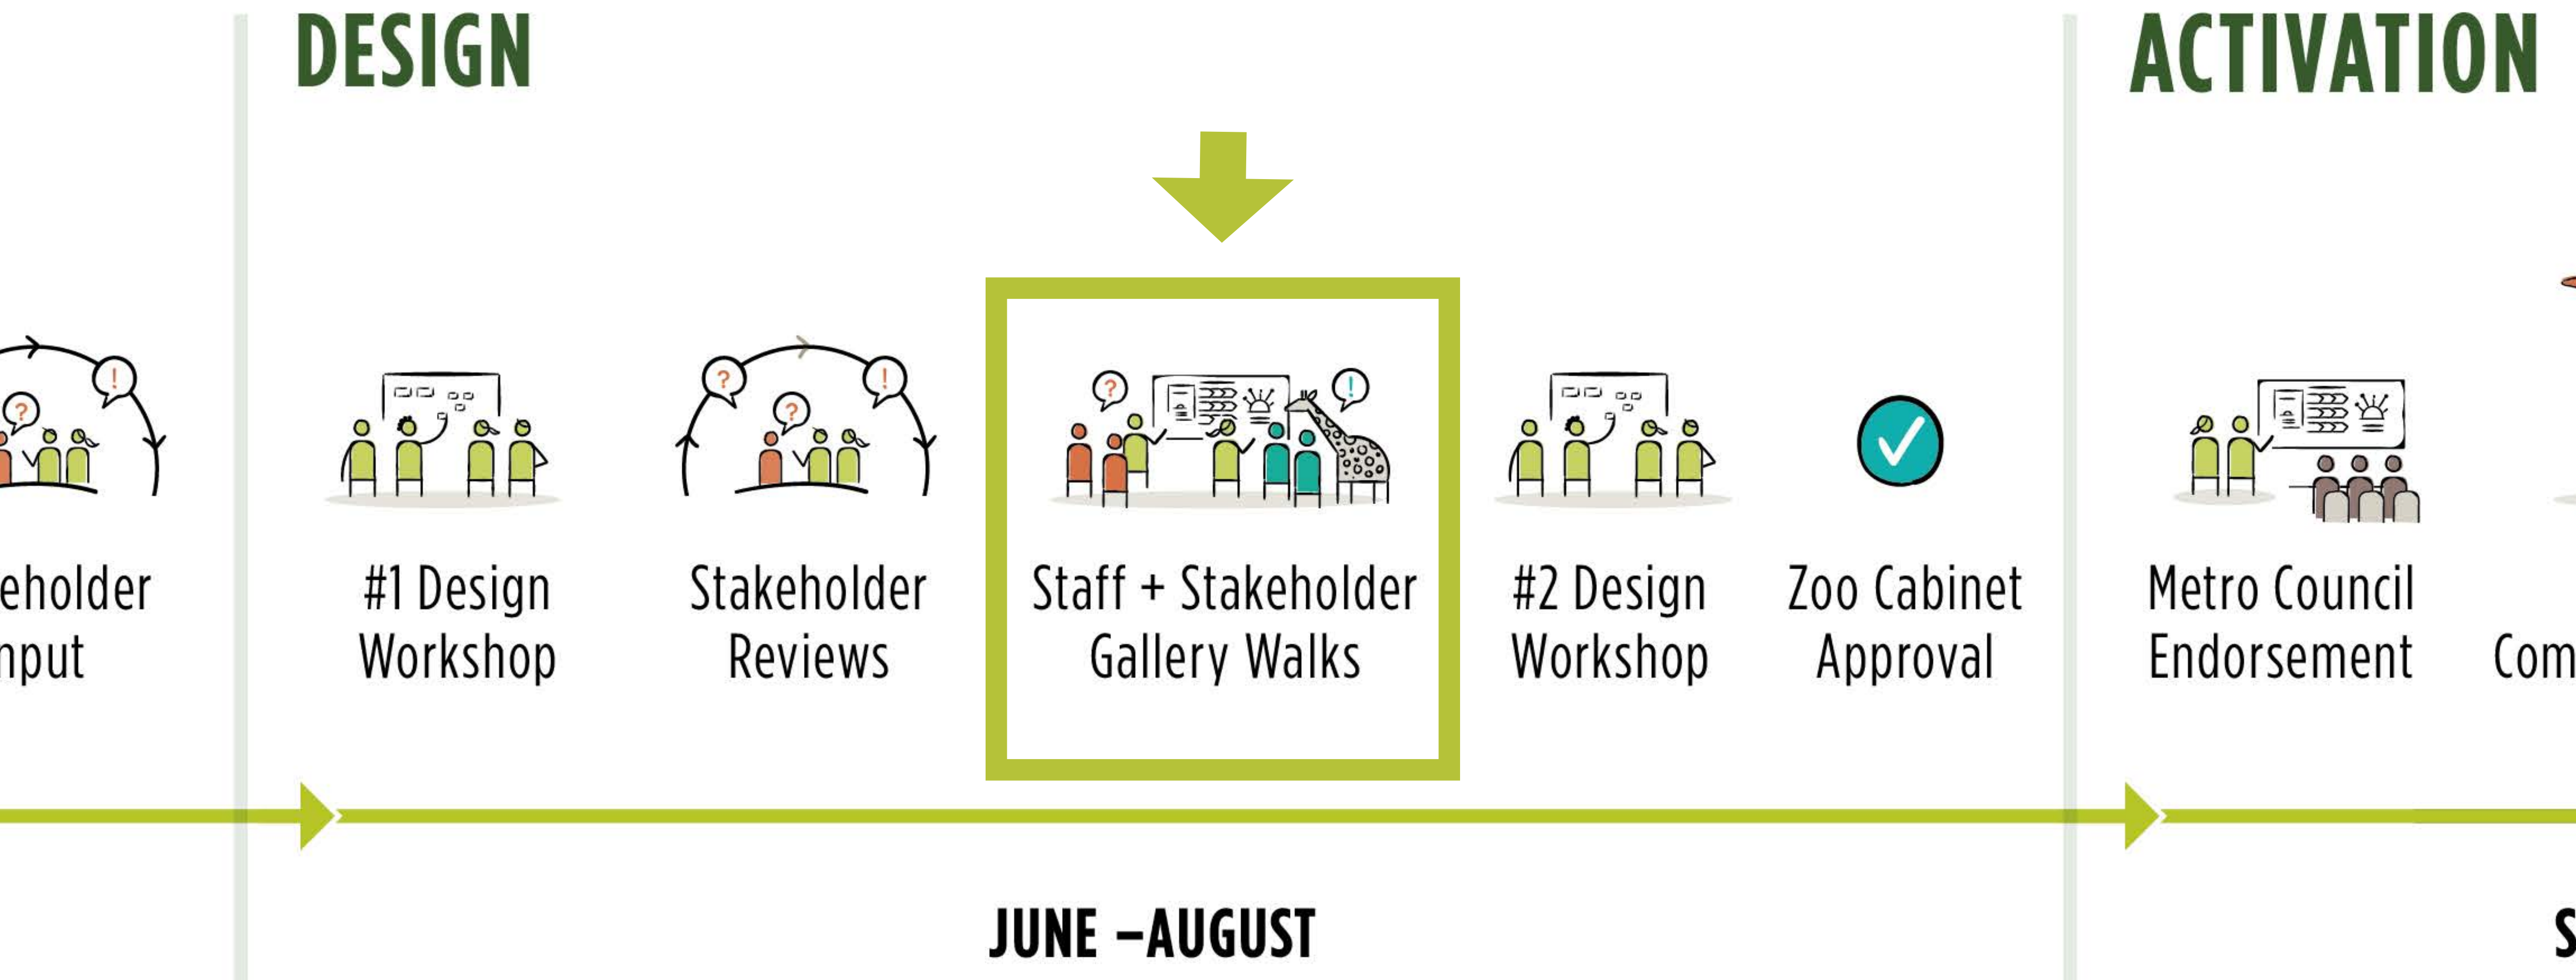 DESIGN
ACTIVATION
?
!
?
?
!
?
?
!
eholder
nput
#1 Design
Workshop
Stakeholder
Reviews
Staff + Stakeholder
Gallery Walks
#2 Design
Workshop
Zoo Cabinet
Approval
Metro Council
Endorsement
Com
JUNE –AUGUST
S